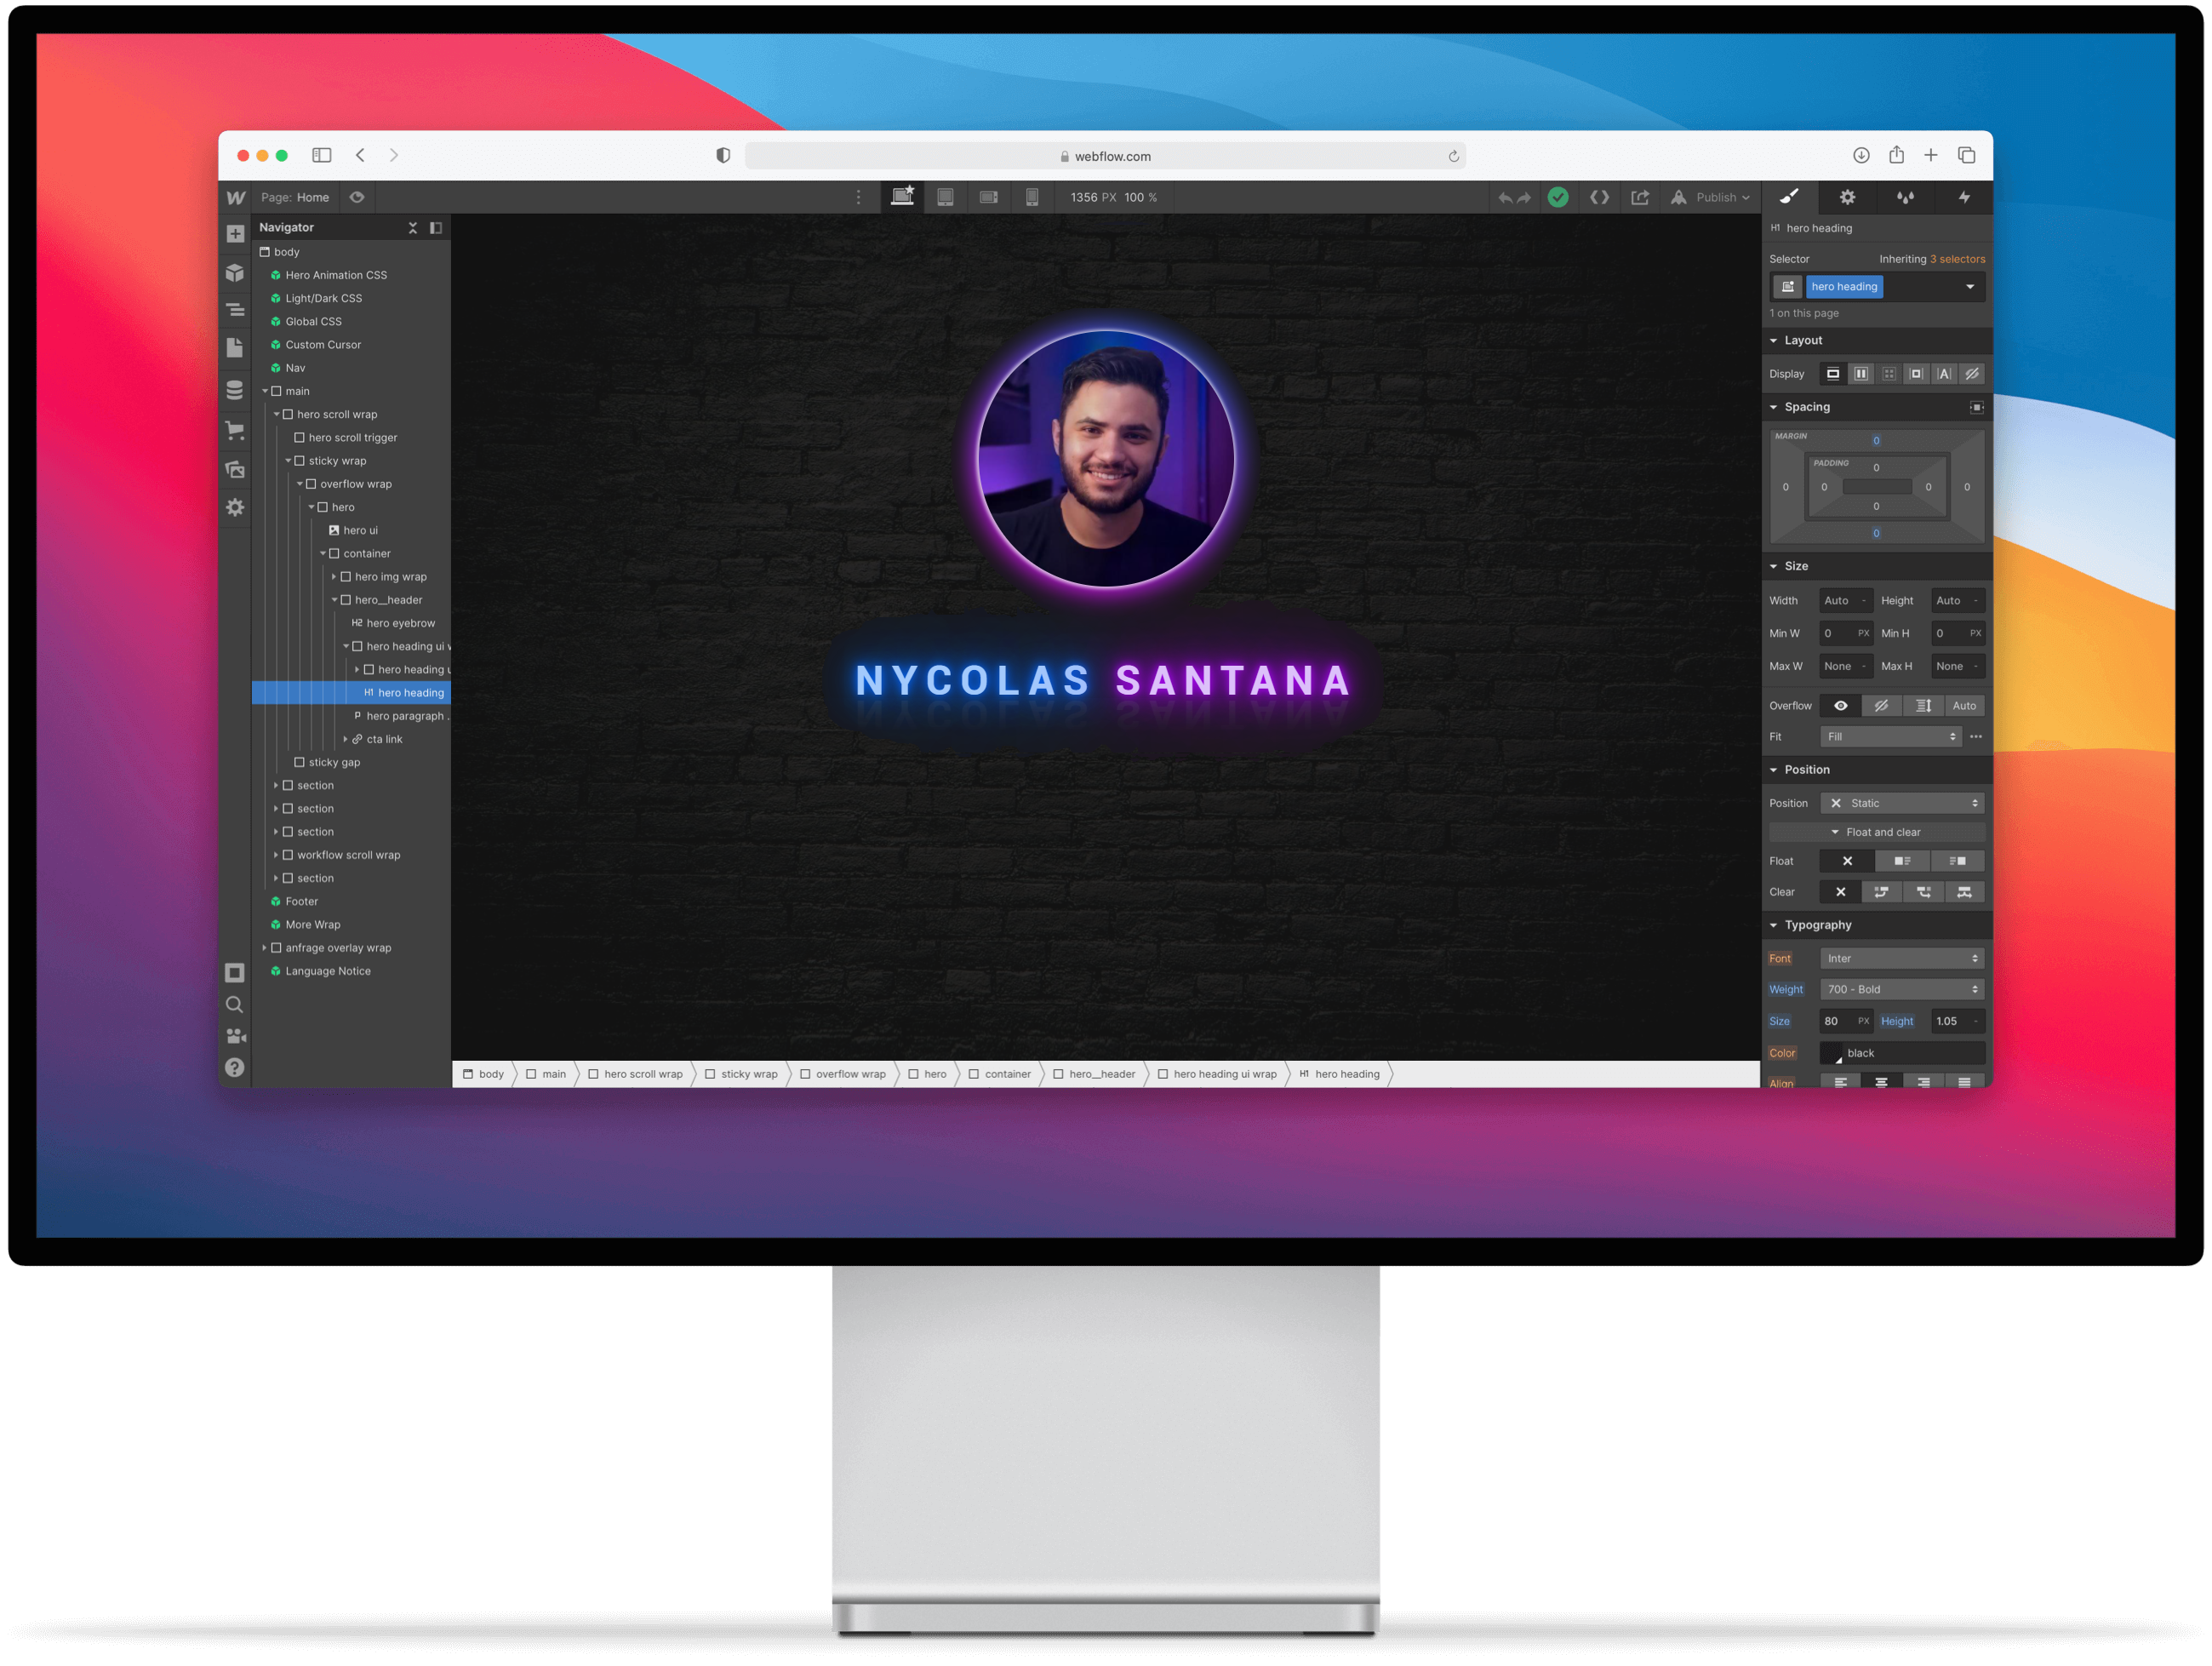 webflow.com
Page: Home
1356 PX 100 %
Publish
Navigator
body
Hero Animation CSS
Light/Dark CSS
Global CSS
Custom Cursor
Nav
main
hero scroll wrap
hero scroll trigger
sticky wrap
overflow wrap
hero
hero ui
container
hero img wrap
hero__header
H2 hero eyebrow
hero heading ui
hero heading
H1 hero heading
P hero paragraph .
cta link
sticky gap
section
section
section
workflow scroll wrap
section
Footer
More Wrap
anfrage overlay wrap
Language Notice
NYCOLAS SANTANA
body main hero scroll wrap sticky wrap overflow wrap hero container hero__header hero heading ui wrap H1 hero heading
H1 hero heading
Selector Inheriting 3 selectors
hero heading
1 on this page
Layout
Display
Spacing
MARGIN 0
PADDING 0
0 0 0 0
0
0
Size
Width Auto - Height Auto -
Min W 0 PX Min H 0 PX
Max W None - Max H None -
Overflow Auto
Fit Fill
Position
Position Static
Float and clear
Float
Clear
Typography
Font Inter
Weight 700 - Bold
Size 80 PX Height 1.05 -
Color black
Align